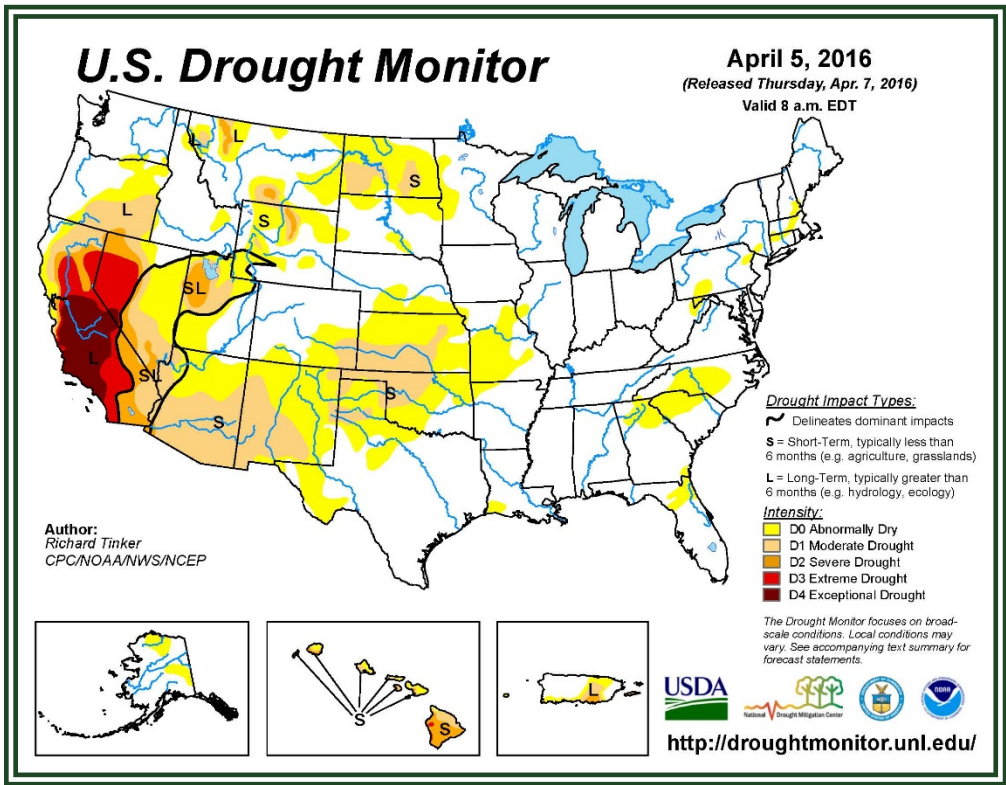 U.S. Drought Monitor
April 5, 2016
(Released Thursday, Apr. 7, 2016)
Valid 8 a.m. EDT
L
L
L
S
S
L
SL
L
SL
S
S
Drought Impact Types:
Delineates dominant impacts
S = Short-Term, typically less than
6 months (e.g. agriculture, grasslands)
L = Long-Term, typically greater than
6 months (e.g. hydrology, ecology)
Intensity:
D0 Abnormally Dry
D1 Moderate Drought
D2 Severe Drought
D3 Extreme Drought
D4 Exceptional Drought
Author:
Richard Tinker
CPC/NOAA/NWS/NCEP
The Drought Monitor focuses on broad-
scale conditions. Local conditions may
vary. See accompanying text summary for
forecast statements.
S
S
L
USDA
National Drought Mitigation Center
NOAA
http://droughtmonitor.unl.edu/